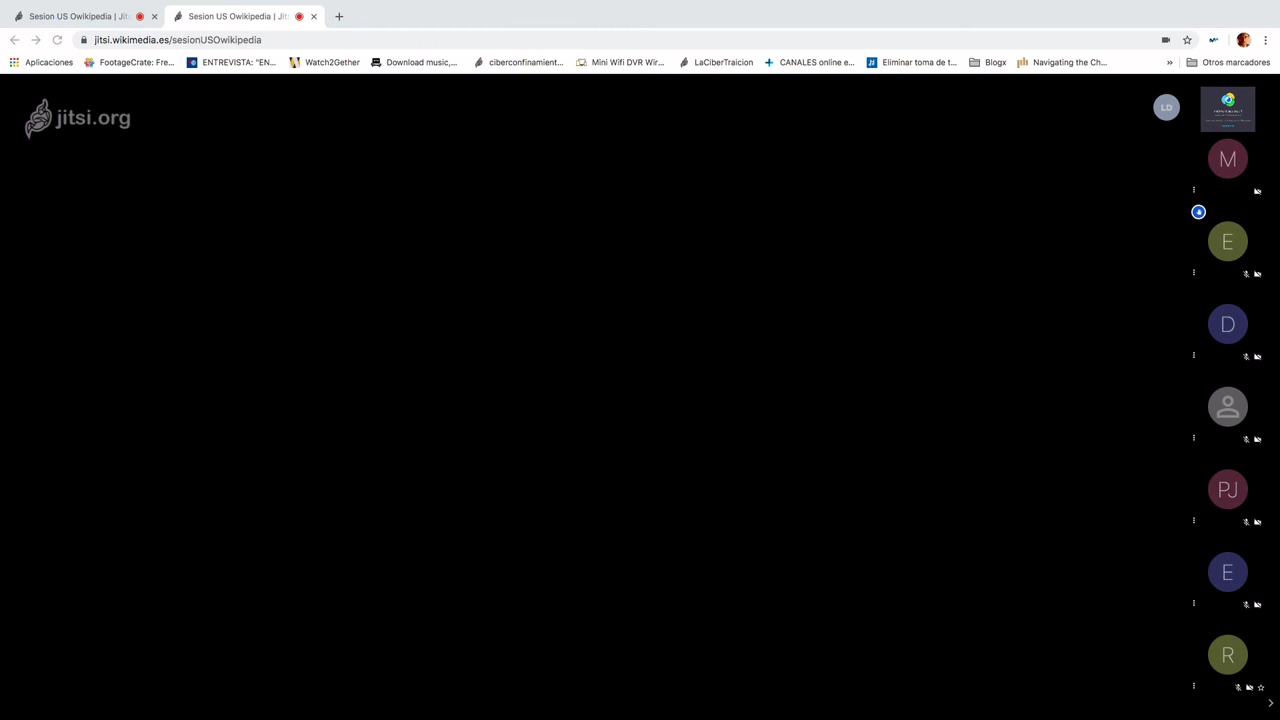 Sesion US Owikipedia | Jits
Sesion US Owikipedia | Jits
jitsi.wikimedia.es/sesionUSOwikipedia
Aplicaciones FootageCrate: Fre... ENTREVISTA: "EN... Watch2Gether Download music,... ciberconfinamient... Mini Wifi DVR Wir... LaCiberTraicion CANALES online e... Eliminar toma de t... Blogx Navigating the Ch... » Otros marcadores
jitsi.org
LD
M
E
D
PJ
E
R